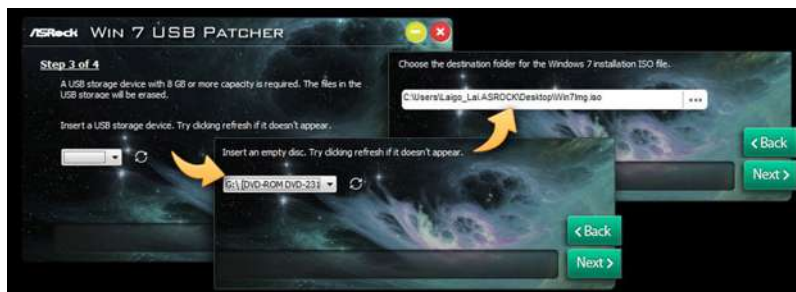 ASRock WIN 7 USB PATCHER
Step 3 of 4
A USB storage device with 8 GB or more capacity is required. The files in the
USB storage will be erased.
Insert a USB storage device. Try clicking refresh if it doesn't appear.
Insert an empty disc. Try clicking refresh if it doesn't appear.
G:\ [DVD-ROM DVD-231
< Back
Next >
Choose the destination folder for the Windows 7 installation ISO file.
C:\Users\Laigo_Lai.ASROCK\Desktop\Win7Img.iso
...
< Back
Next >